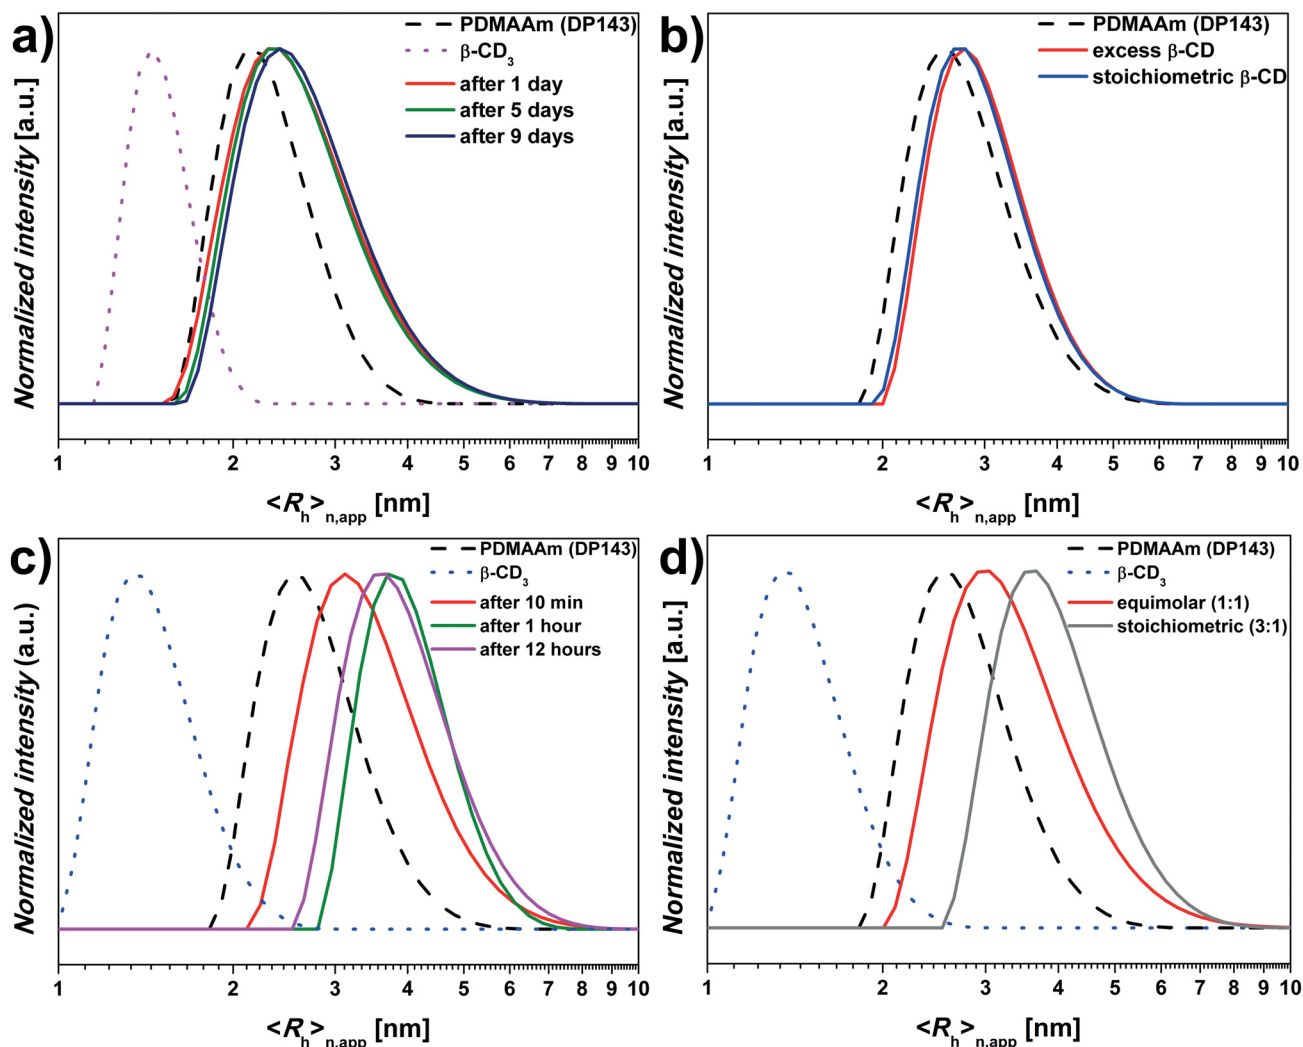 a)
PDMAAm (DP143)
β-CD3
after 1 day
after 5 days
after 9 days
Normalized intensity [a.u.]
1 2 3 4 5 6 7 8 9 10
<Rh>n,app [nm]
b)
PDMAAm (DP143)
excess β-CD
stoichiometric β-CD
Normalized intensity [a.u.]
1 2 3 4 5 6 7 8 9 10
<Rh>n,app [nm]
c)
PDMAAm (DP143)
β-CD3
after 10 min
after 1 hour
after 12 hours
Normalized intensity (a.u.)
1 2 3 4 5 6 7 8 9 10
<Rh>n,app [nm]
d)
PDMAAm (DP143)
β-CD3
equimolar (1:1)
stoichiometric (3:1)
Normalized intensity [a.u.]
1 2 3 4 5 6 7 8 9 10
<Rh>n,app [nm]